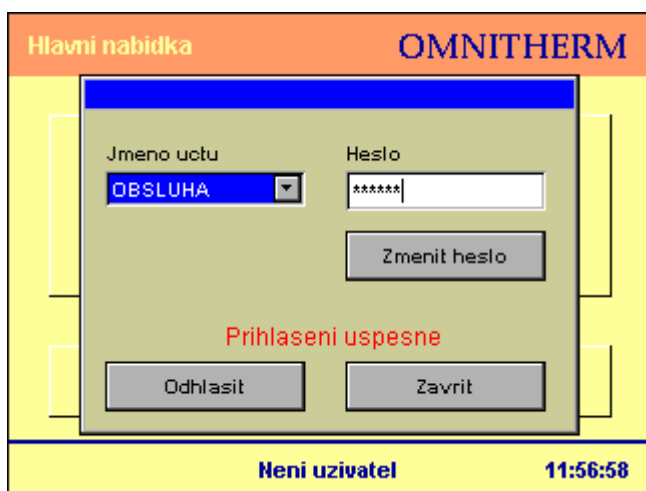 Hlavni nabidka OMNITHERM
Jmeno uctu Heslo
OBSLUHA ******
Zmenit heslo
Prihlaseni uspesne
Odhlasit Zavrit
Neni uzivatel 11:56:58